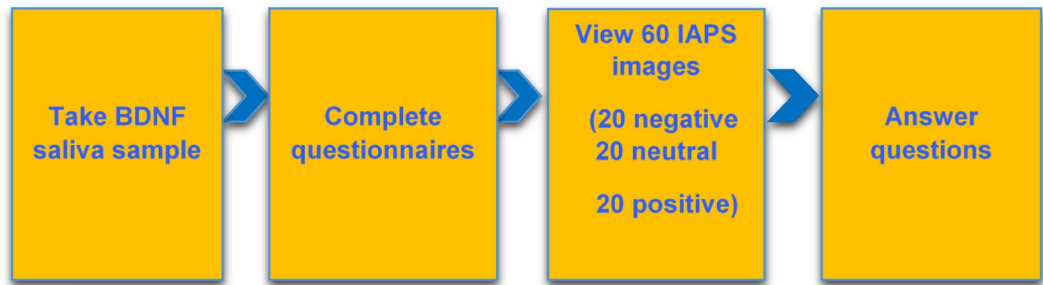 Take BDNF
saliva sample
Complete
questionnaires
View 60 IAPS
images
(20 negative
20 neutral
20 positive)
Answer
questions